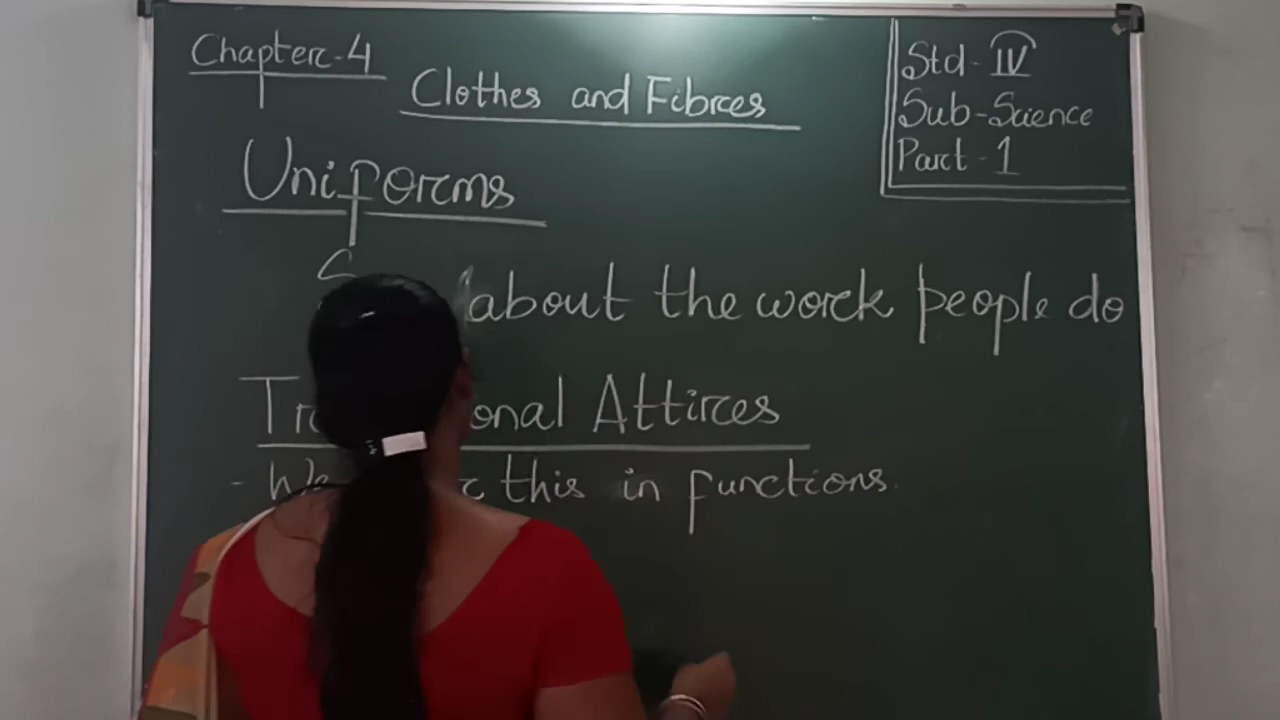 Chapter-4
Clothes and Fibres
Std-IV
Sub-Science
Part-1
Uniforms
about the work people do
Attires
- this in functions.